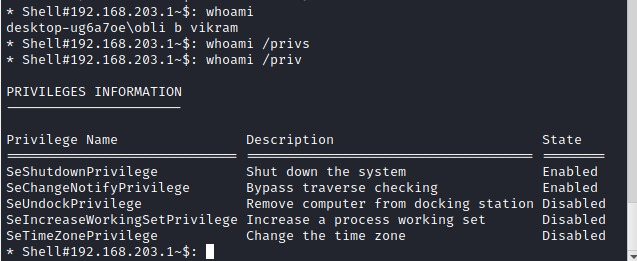 * Shell#192.168.203.1~$: whoami
desktop-ug6a7oe\obli b vikram
* Shell#192.168.203.1~$: whoami /privs
* Shell#192.168.203.1~$: whoami /priv
PRIVILEGES INFORMATION
----------------------
Privilege Name Description State
============================= ==================================== ========
SeShutdownPrivilege Shut down the system Enabled
SeChangeNotifyPrivilege Bypass traverse checking Enabled
SeUndockPrivilege Remove computer from docking station Disabled
SeIncreaseWorkingSetPrivilege Increase a process working set Disabled
SeTimeZonePrivilege Change the time zone Disabled
* Shell#192.168.203.1~$: